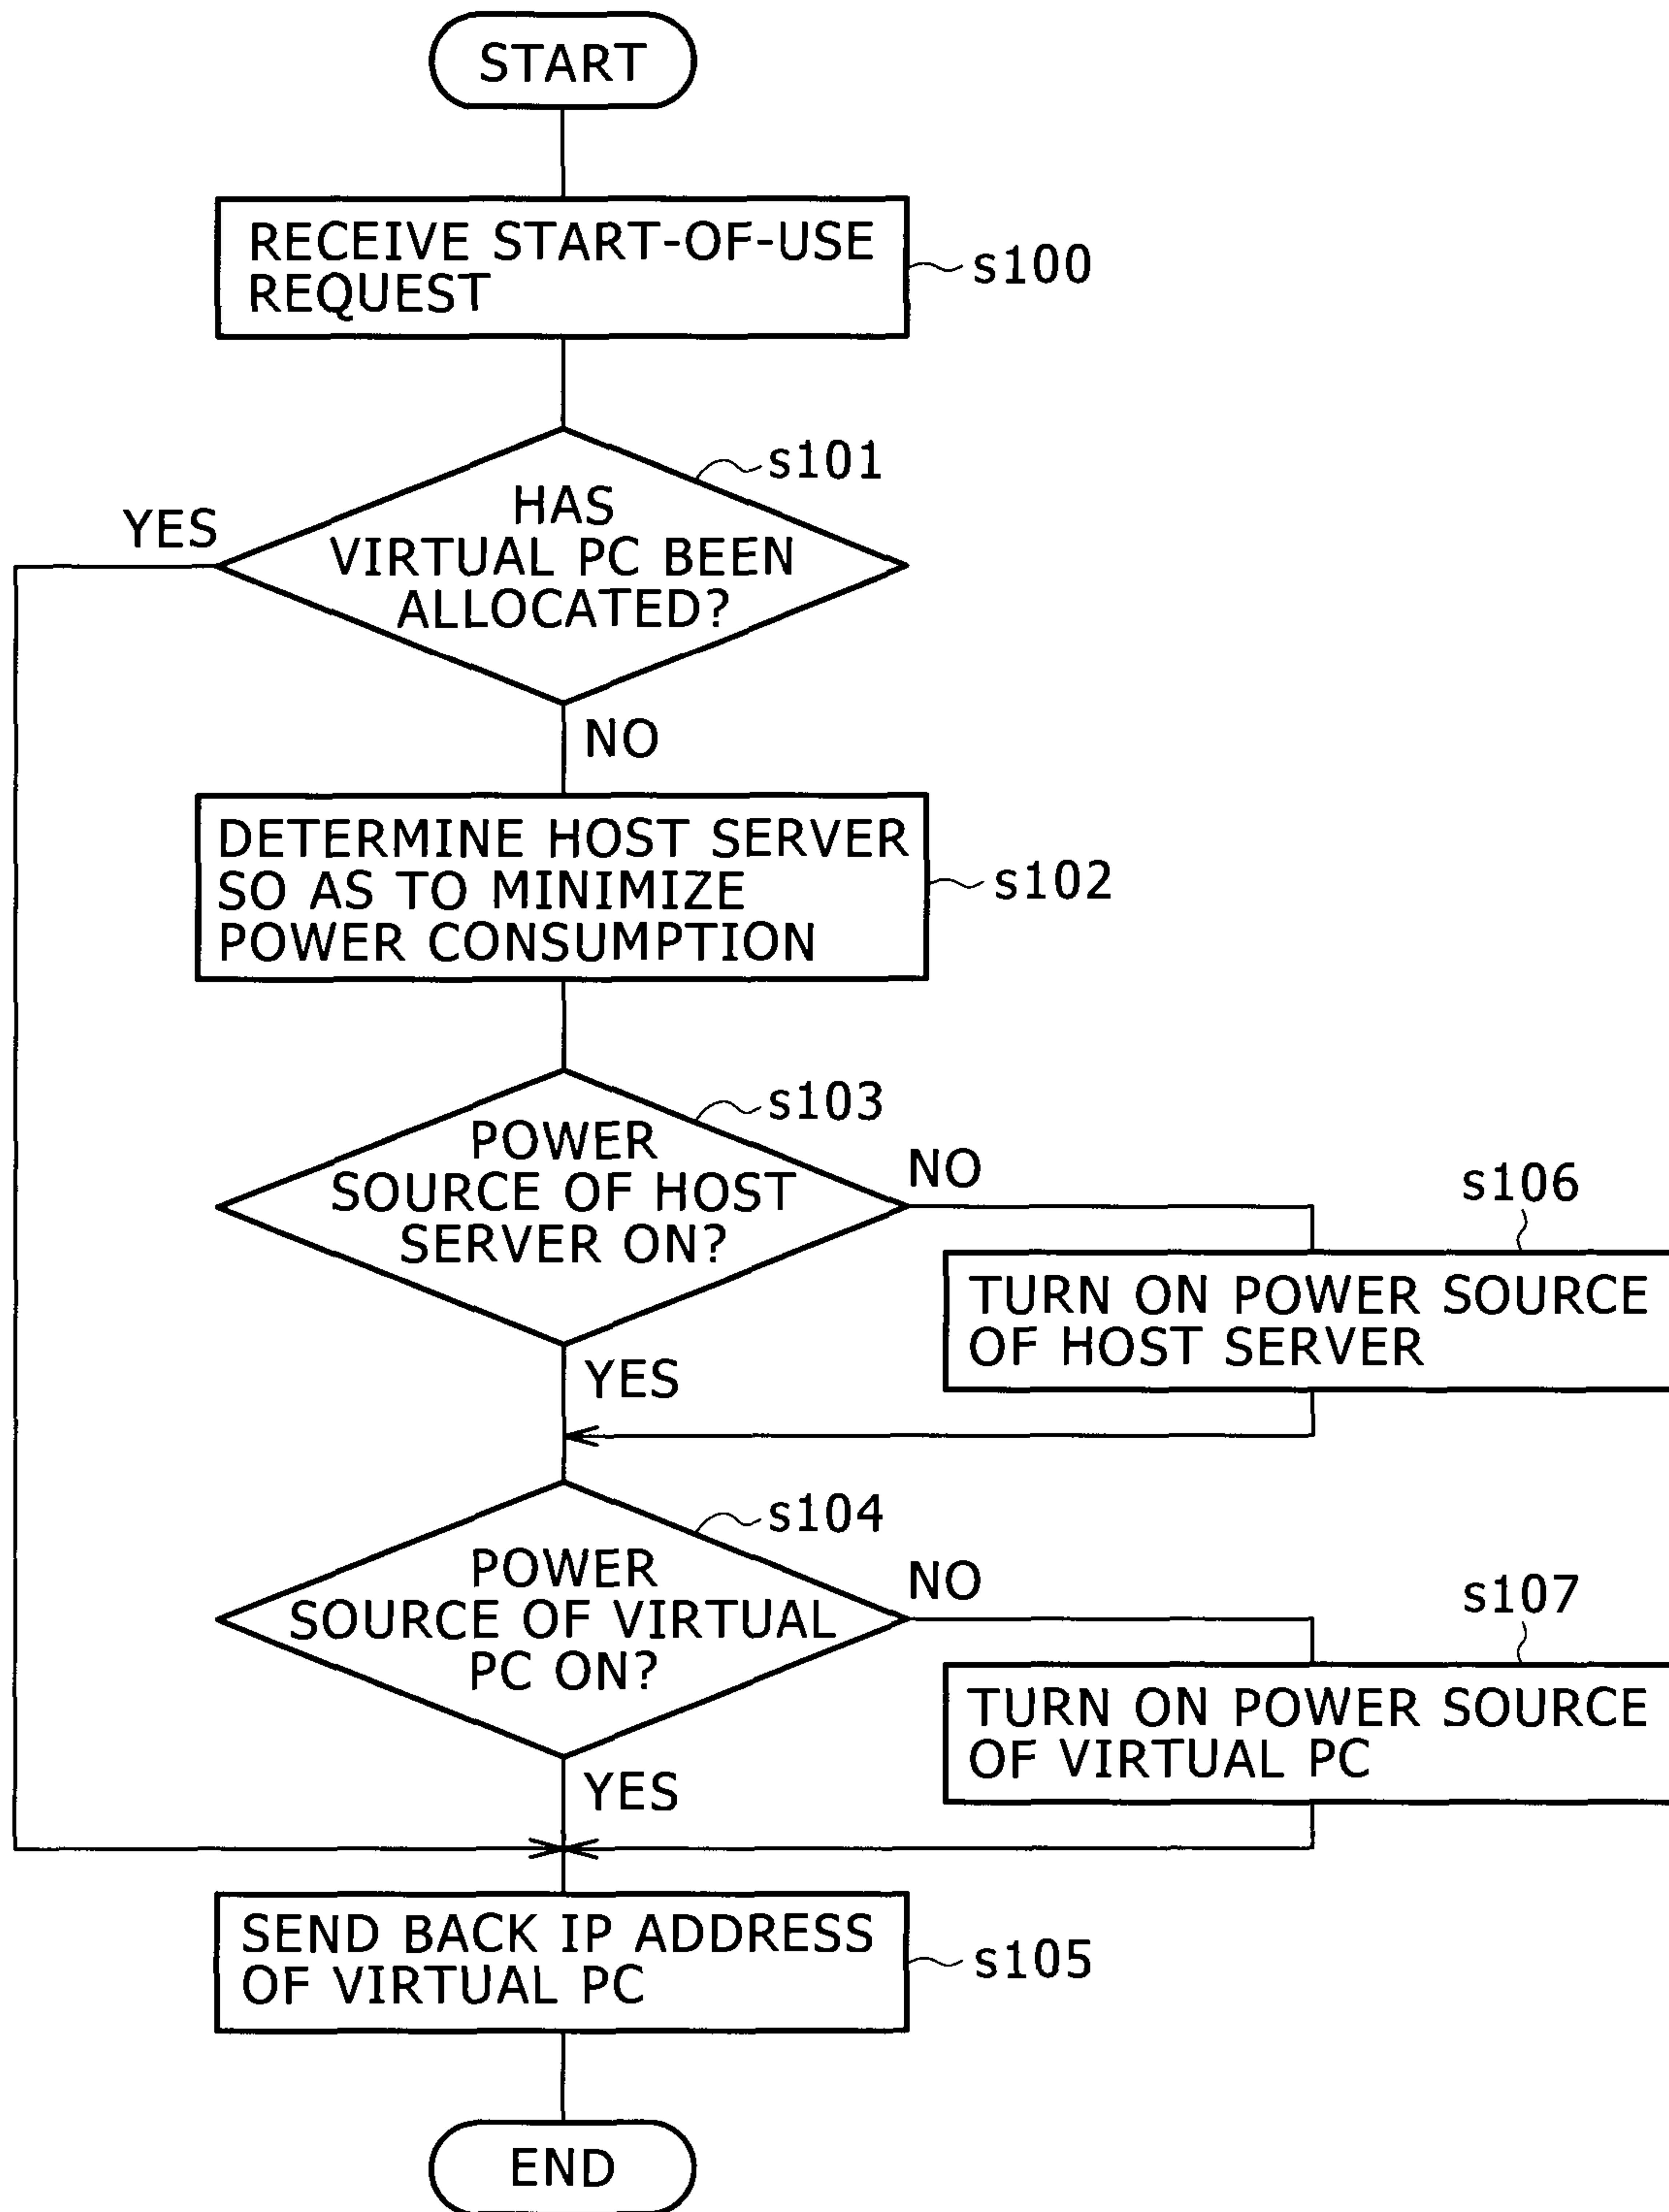 START
RECEIVE START-OF-USE
REQUEST
s100
s101
HAS
VIRTUAL PC BEEN
ALLOCATED?
YES
NO
DETERMINE HOST SERVER
SO AS TO MINIMIZE
POWER CONSUMPTION
s102
s103
POWER
SOURCE OF HOST
SERVER ON?
NO
s106
TURN ON POWER SOURCE
OF HOST SERVER
YES
s104
POWER
SOURCE OF VIRTUAL
PC ON?
NO
s107
TURN ON POWER SOURCE
OF VIRTUAL PC
YES
SEND BACK IP ADDRESS
OF VIRTUAL PC
s105
END